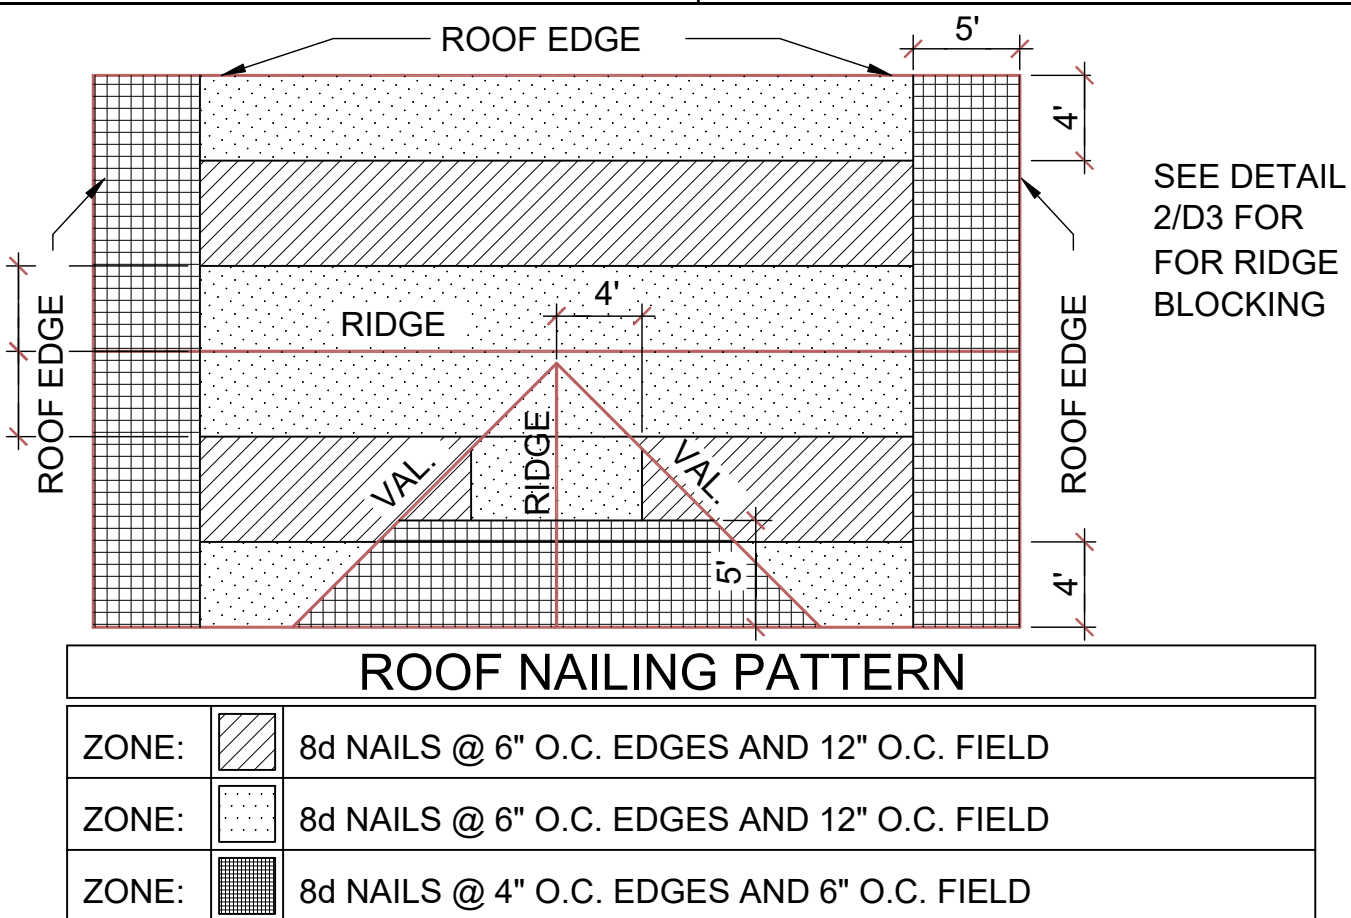 ROOF EDGE
5'
4'
SEE DETAIL
2/D3 FOR
FOR RIDGE
BLOCKING
ROOF EDGE
RIDGE
4'
ROOF EDGE
VAL.
RIDGE
VAL.
5'
4'
ROOF NAILING PATTERN
ZONE: 8d NAILS @ 6" O.C. EDGES AND 12" O.C. FIELD
ZONE: 8d NAILS @ 6" O.C. EDGES AND 12" O.C. FIELD
ZONE: 8d NAILS @ 4" O.C. EDGES AND 6" O.C. FIELD